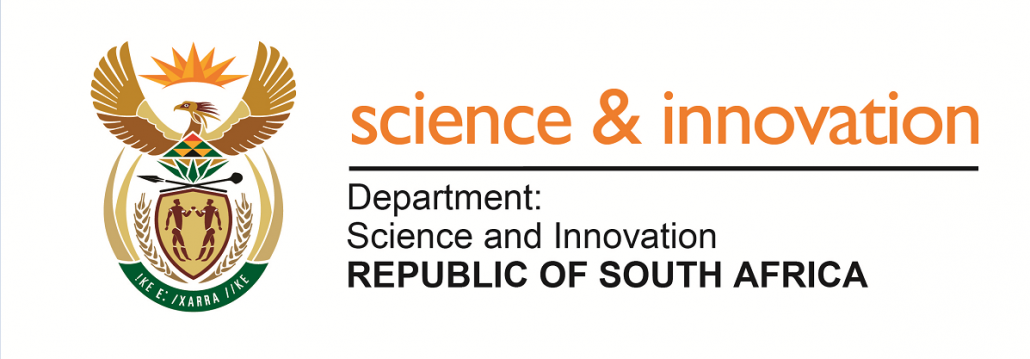 science & innovation
Department:
Science and Innovation
REPUBLIC OF SOUTH AFRICA
!KE E: /XARRA //KE